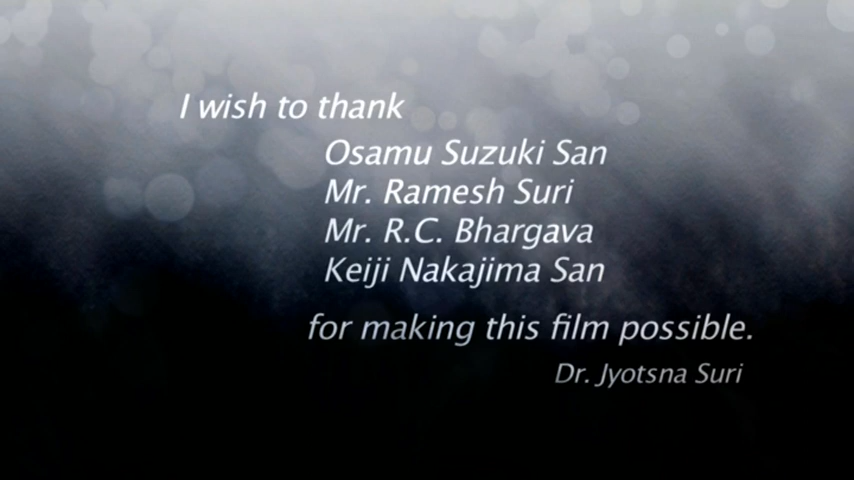 I wish to thank
Osamu Suzuki San
Mr. Ramesh Suri
Mr. R.C. Bhargava
Keiji Nakajima San
for making this film possible.
Dr. Jyotsna Suri